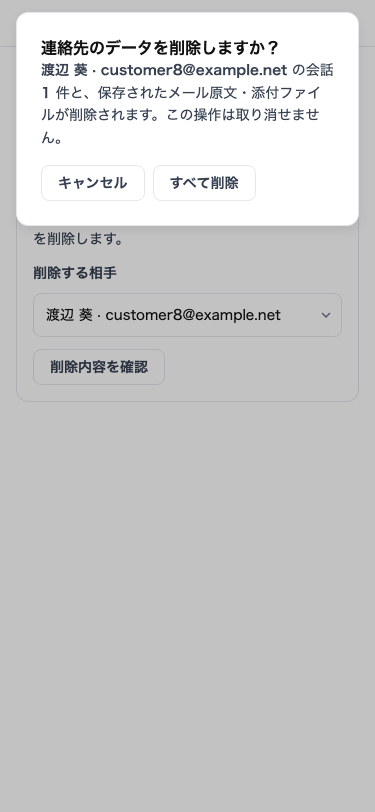 連絡先のデータを削除しますか？
渡辺 葵 · customer8@example.net の会話
1 件と、保存されたメール原文・添付ファイ
ルが削除されます。この操作は取り消せませ
ん。
キャンセル
すべて削除
を削除します。
削除する相手
渡辺 葵 · customer8@example.net
削除内容を確認